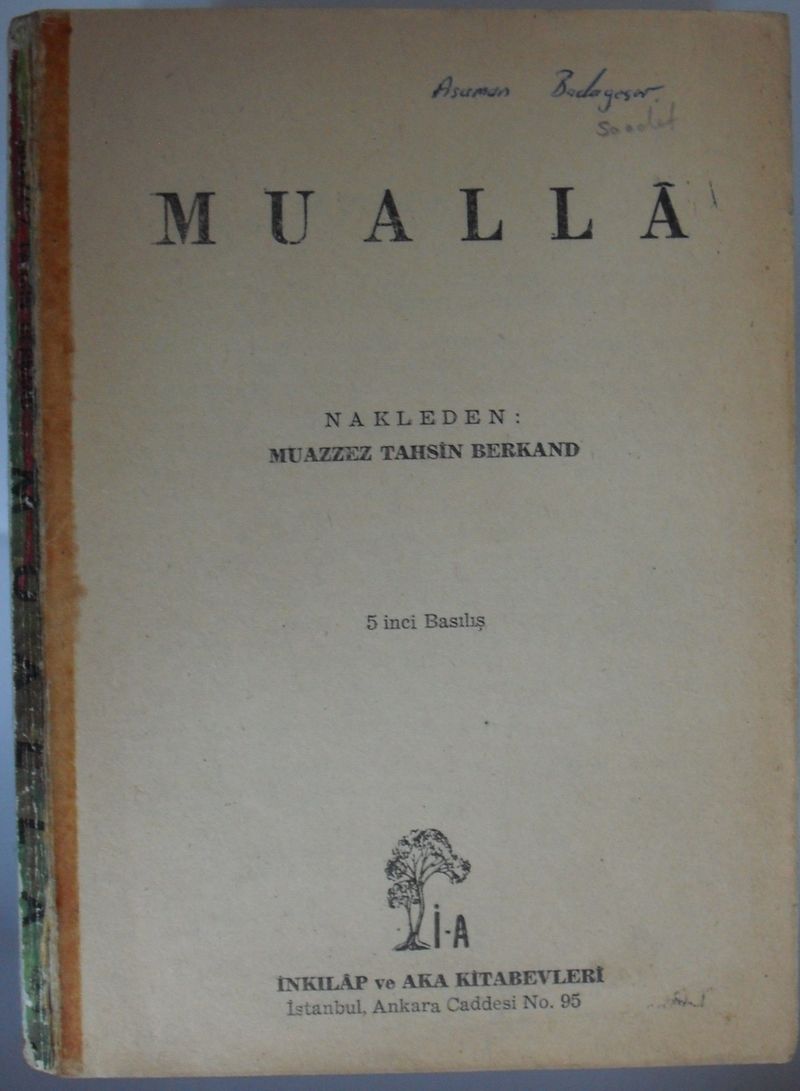 Asuman
Saadet
MUALLÂ
NAKLEDEN:
MUAZZEZ TAHSİN BERKAND
5 inci Basılış
İ-A
İNKILÂP ve AKA KİTABEVLERİ
İstanbul, Ankara Caddesi No. 95
MUALLÂ